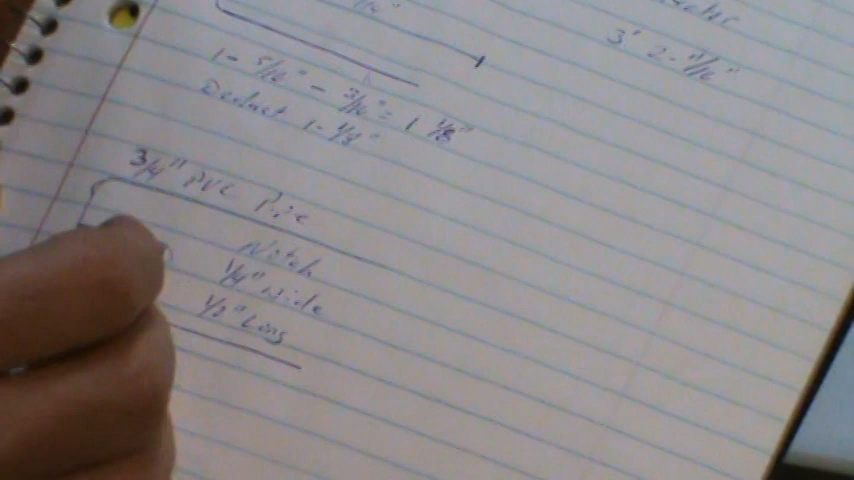 3' 2-11/16"
1-5/16" - 3/16" = 1 1/8"
Deduct 1-1/8"
3/4" PVC Pipe
Notch
1/8" wide
1/2" Long